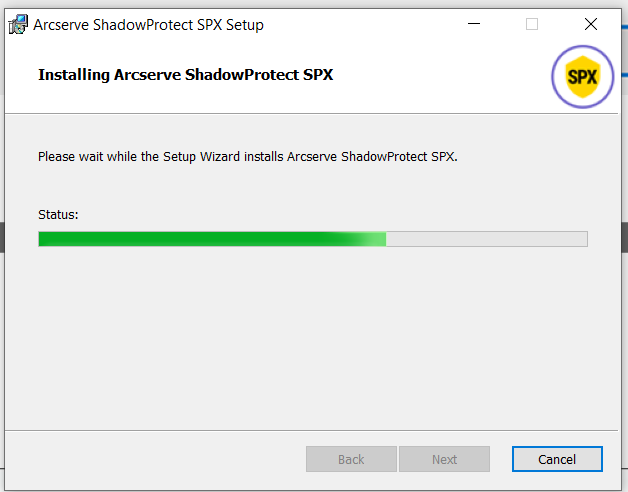 Arcserve ShadowProtect SPX Setup
Installing Arcserve ShadowProtect SPX
SPX
Please wait while the Setup Wizard installs Arcserve ShadowProtect SPX.
Status:
Back
Next
Cancel